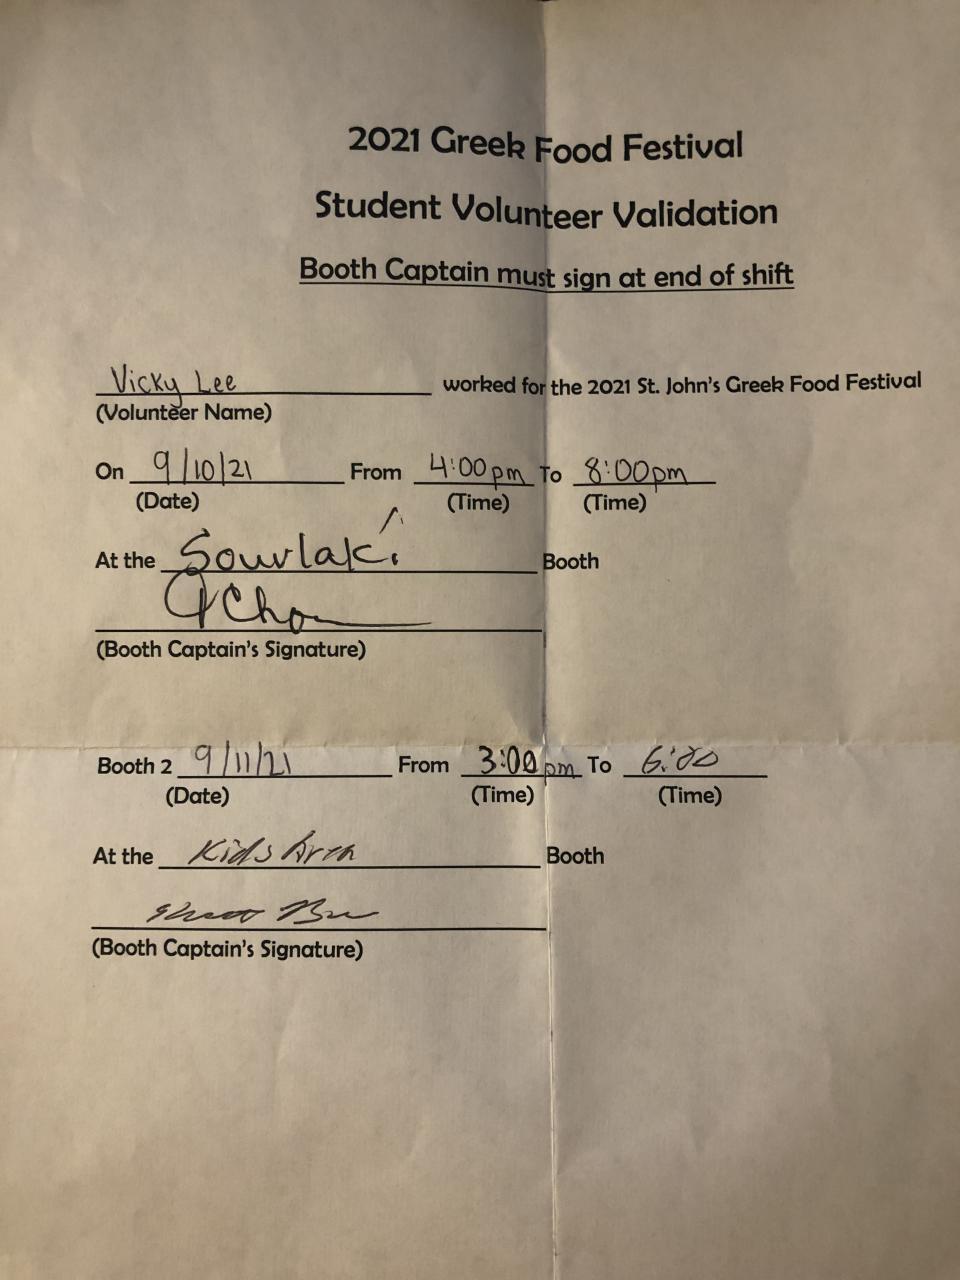 2021 Greek Food Festival
Student Volunteer Validation
Booth Captain must sign at end of shift
Vicky Lee worked for the 2021 St. John's Greek Food Festival
(Volunteer Name)
On 9/10/21 From 4:00pm To 8:00pm
(Date) (Time) (Time)
At the Souvlaki Booth
(Booth Captain's Signature)
Booth 2 9/11/21 From 3:00pm To 6:00
(Date) (Time) (Time)
At the Kids Booth
(Booth Captain's Signature)